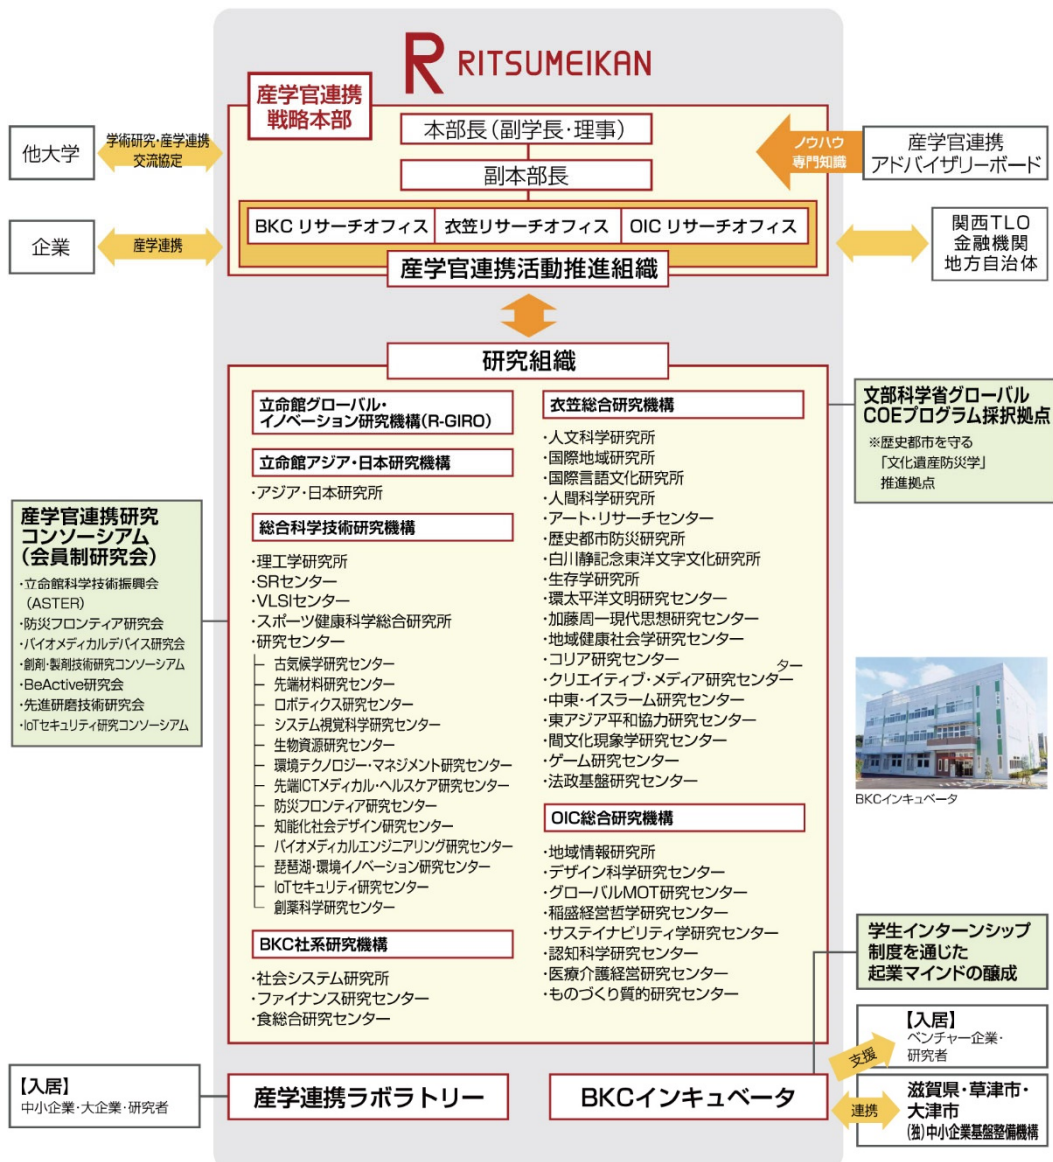 RITSUMEIKAN
産学官連携
戦略本部
本部長(副学長・理事)
副本部長
BKC リサーチオフィス
衣笠リサーチオフィス
OIC リサーチオフィス
産学官連携活動推進組織
他大学
学術研究・産学連携
交流協定
企業
産学連携
ノウハウ
専門知識
産学官連携
アドバイザリーボード
関西TLO
金融機関
地方自治体
研究組織
立命館グローバル・
イノベーション研究機構(R-GIRO)
立命館アジア・日本研究機構
・アジア・日本研究所
総合科学技術研究機構
・理工学研究所
・SRセンター
・VLSIセンター
・スポーツ健康科学総合研究所
・研究センター
古気候学研究センター
先端材料研究センター
ロボティクス研究センター
システム視覚科学研究センター
生物資源研究センター
環境テクノロジー・マネジメント研究センター
先端ICTメディカル・ヘルスケア研究センター
防災フロンティア研究センター
知能化社会デザイン研究センター
バイオメディカルエンジニアリング研究センター
琵琶湖・環境イノベーション研究センター
IoTセキュリティ研究センター
創薬科学研究センター
BKC社系研究機構
・社会システム研究所
・ファイナンス研究センター
・食総合研究センター
衣笠総合研究機構
・人文科学研究所
・国際地域研究所
・国際言語文化研究所
・人間科学研究所
・アート・リサーチセンター
・歴史都市防災研究所
・白川静記念東洋文字文化研究所
・生存学研究所
・環太平洋文明研究センター
・加藤周一現代思想研究センター
・地域健康社会学研究センター
・コリア研究センター
ター
・クリエイティブ・メディア研究センター
・中東・イスラーム研究センター
・東アジア平和協力研究センター
・間文化現象学研究センター
・ゲーム研究センター
・法政基盤研究センター
OIC総合研究機構
・地域情報研究所
・デザイン科学研究センター
・グローバルMOT研究センター
・稲盛経営哲学研究センター
・サステイナビリティ学研究センター
・認知科学研究センター
・医療介護経営研究センター
・ものづくり質的研究センター
産学官連携研究
コンソーシアム
(会員制研究会)
・立命館科学技術振興会
(ASTER)
・防災フロンティア研究会
・バイオメディカルデバイス研究会
・創剤・製剤技術研究コンソーシアム
・BeActive研究会
・先進研磨技術研究会
・IoTセキュリティ研究コンソーシアム
文部科学省グローバル
COEプログラム採択拠点
※歴史都市を守る
「文化遺産防災学」
推進拠点
BKCインキュベータ
学生インターンシップ
制度を通じた
起業マインドの醸成
【入居】
ベンチャー企業・
研究者
支援
【入居】
中小企業・大企業・研究者
産学連携ラボラトリー
BKCインキュベータ
連携
滋賀県・草津市・
大津市
(独)中小企業基盤整備機構